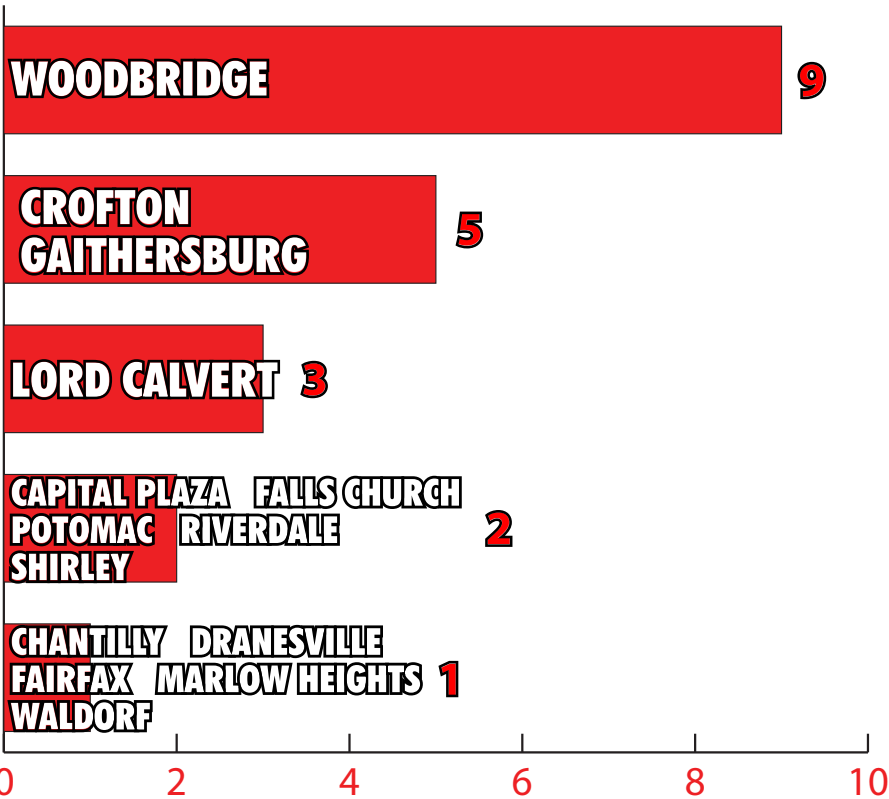 WOODBRIDGE 9
CROFTON
GAITHERSBURG 5
LORD CALVERT 3
CAPITAL PLAZA FALLS CHURCH
POTOMAC RIVERDALE 2
SHIRLEY
CHANTILLY DRANESVILLE
FAIRFAX MARLOW HEIGHTS 1
WALDORF
0 2 4 6 8 10